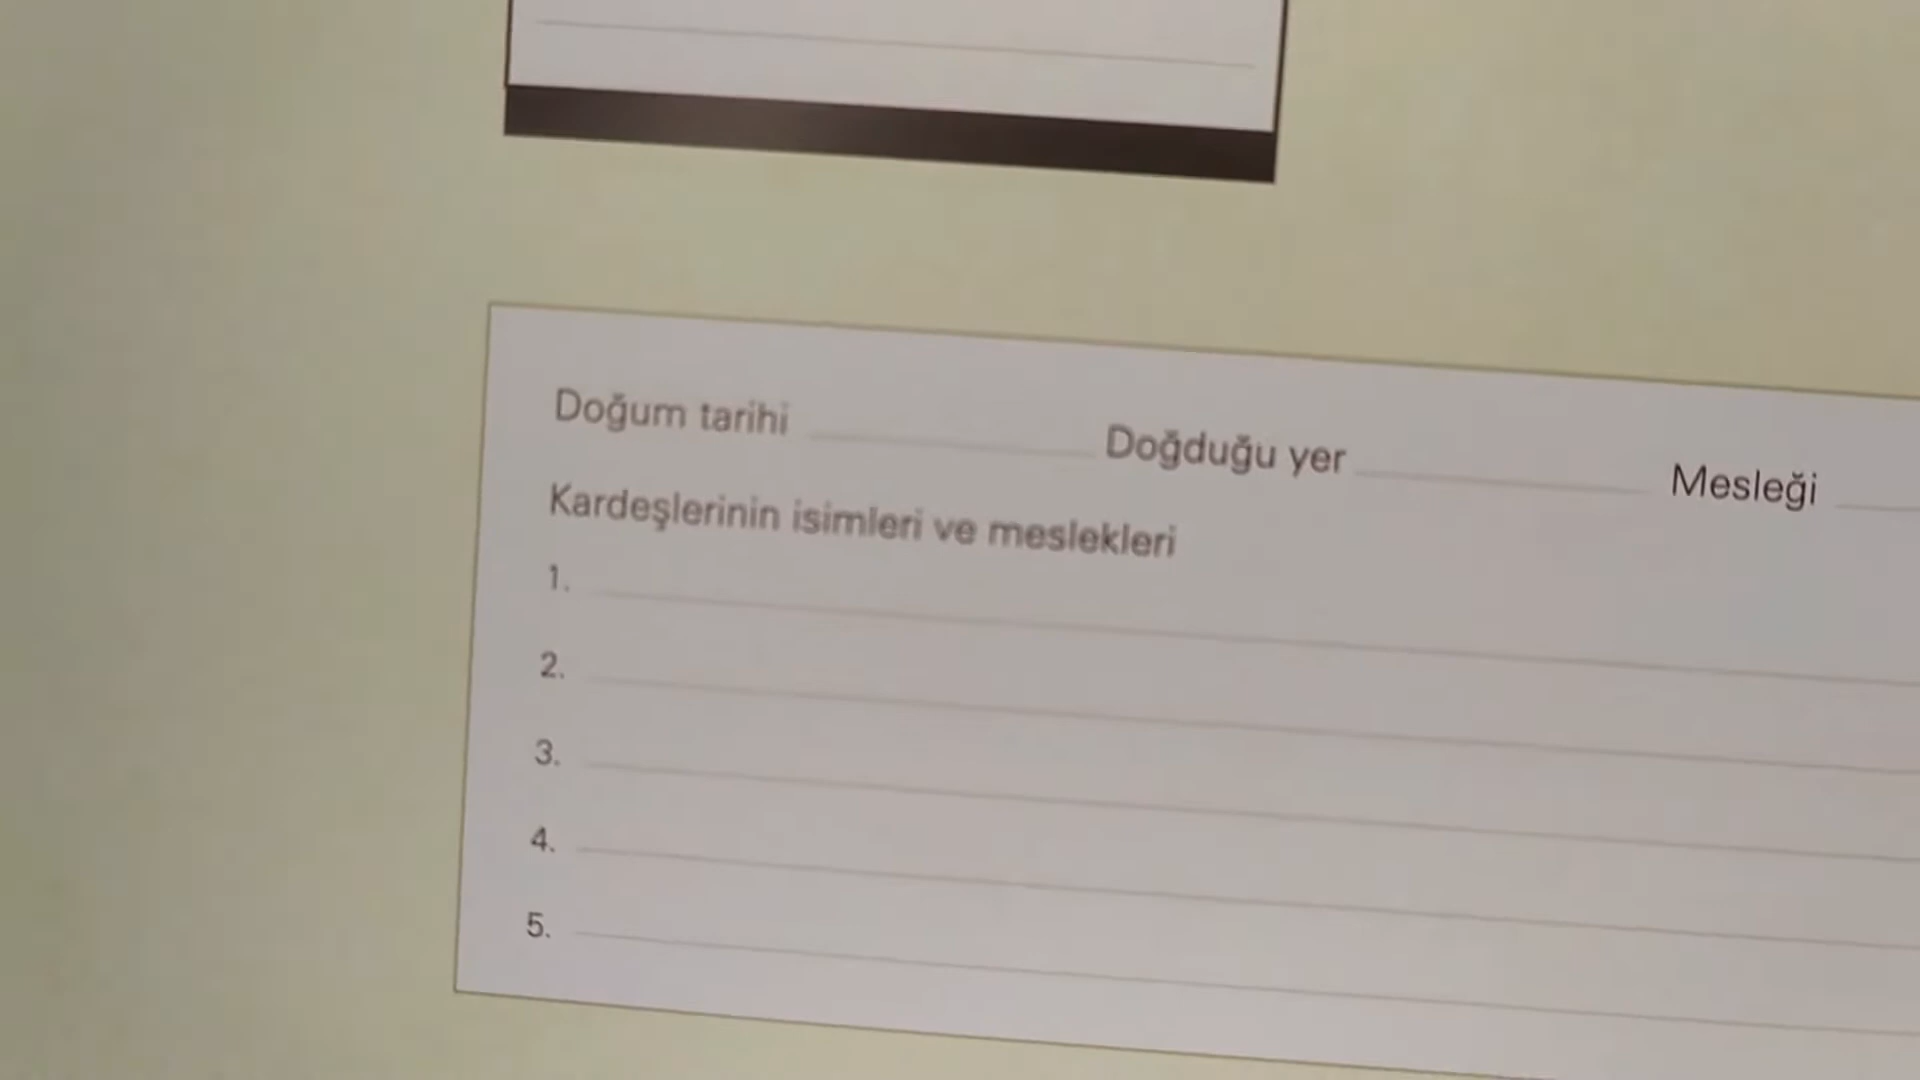 Doğum tarihi Doğduğu yer Mesleği
Kardeşlerinin isimleri ve meslekleri
1.
2.
3.
4.
5.